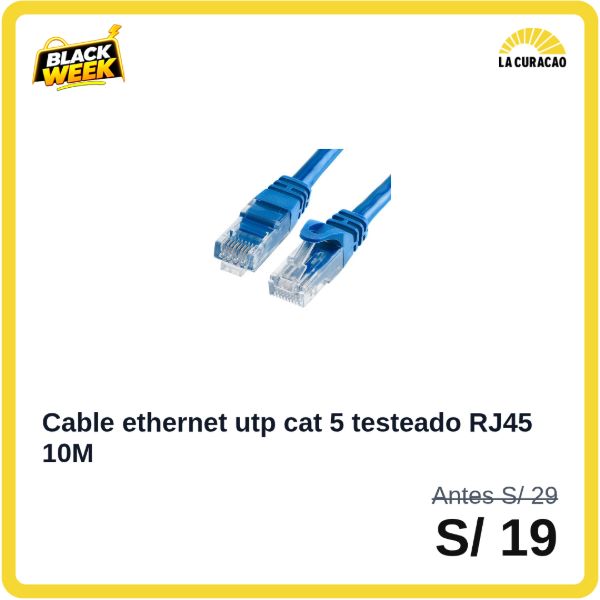 BLACK
WEEK
LA CURACAO
Cable ethernet utp cat 5 testeado RJ45
10M
Antes S/ 29
S/ 19